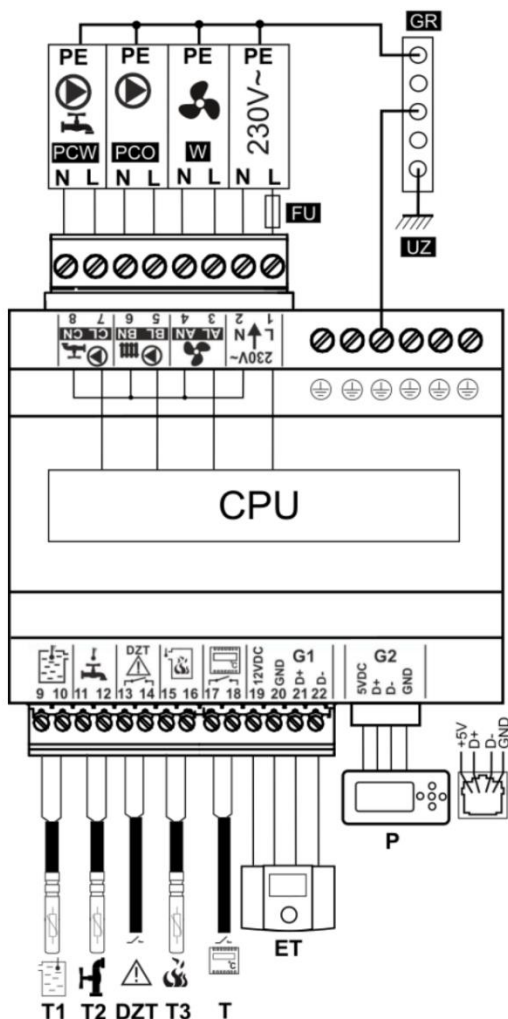 GR
PE PE PE PE
230V~
PCW PCO W
N L N L N L N L
FU
UZ
8 7 6 5 4 3 2 1
CL CN BL BN AL AN N L
230V~
CPU
DZT
G1
G2
12VDC
GND
D+
D-
5VDC
D+
D-
GND
9 10 11 12 13 14 15 16 17 18 19 20 21 22
+5V
D+
D-
GND
P
ET
°C
T1 T2 DZT T3 T